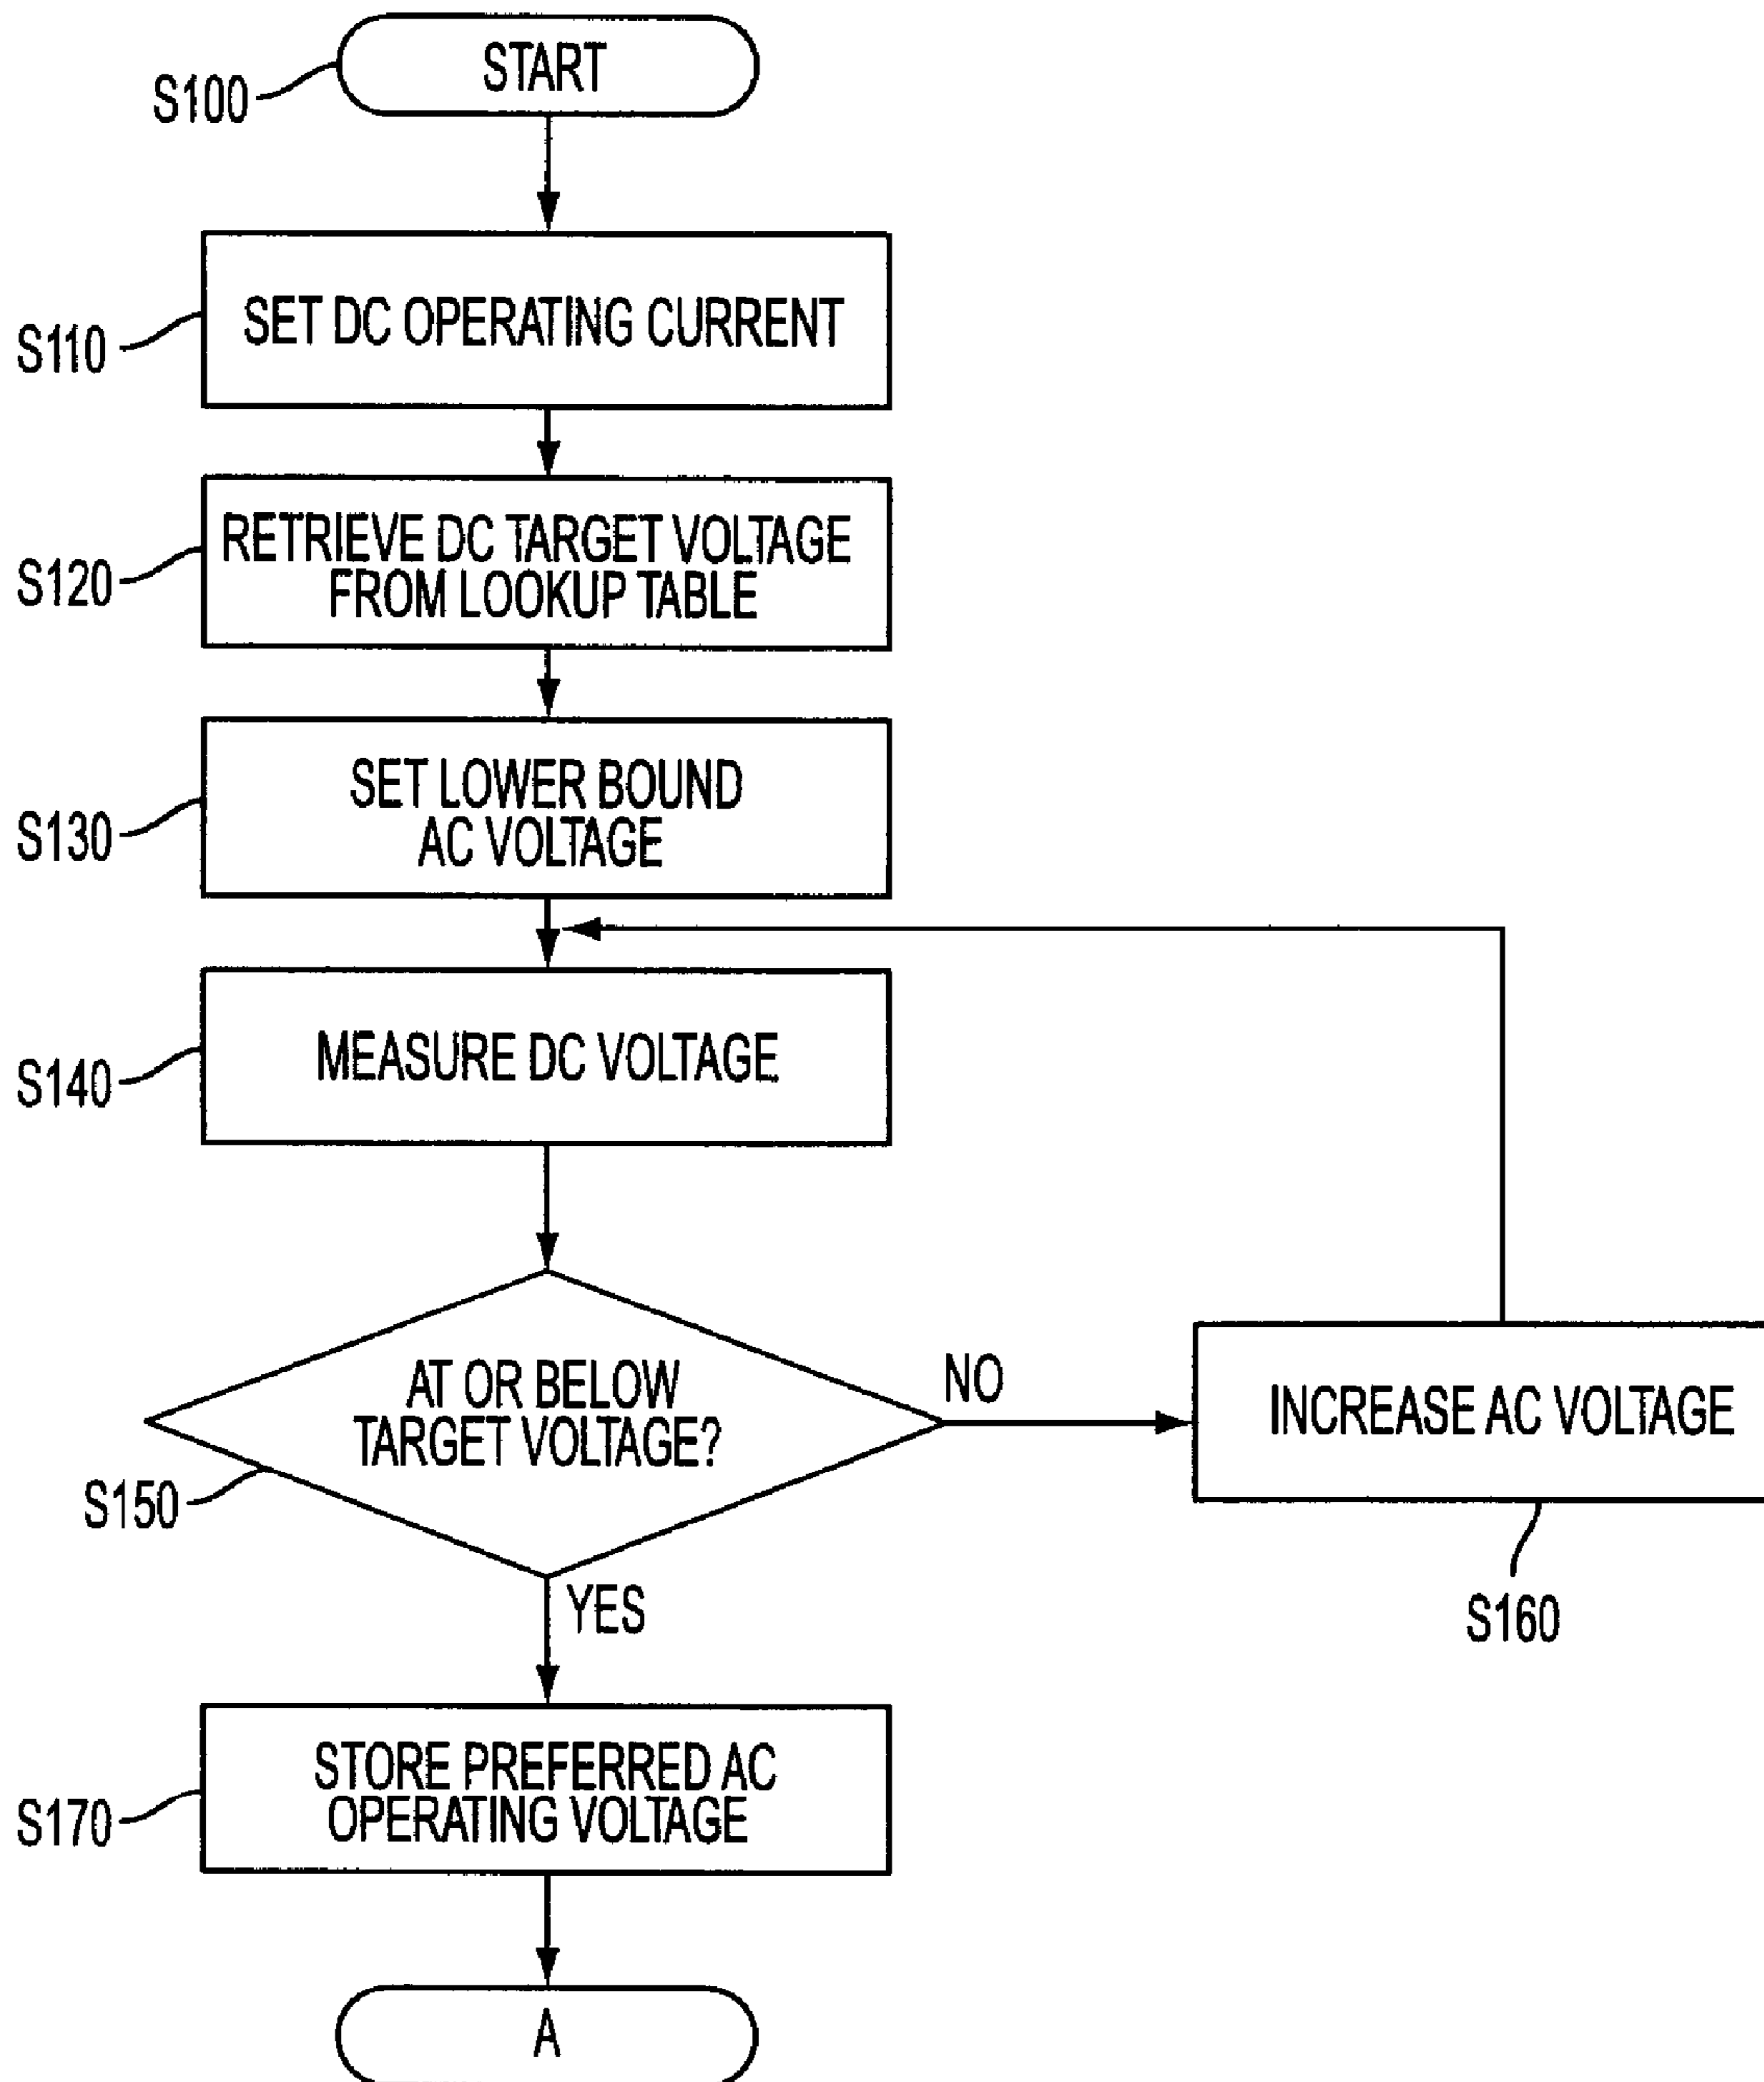 START
S100
SET DC OPERATING CURRENT
S110
RETRIEVE DC TARGET VOLTAGE
FROM LOOKUP TABLE
S120
SET LOWER BOUND
AC VOLTAGE
S130
MEASURE DC VOLTAGE
S140
AT OR BELOW
TARGET VOLTAGE?
S150
NO
INCREASE AC VOLTAGE
S160
YES
STORE PREFERRED AC
OPERATING VOLTAGE
S170
A